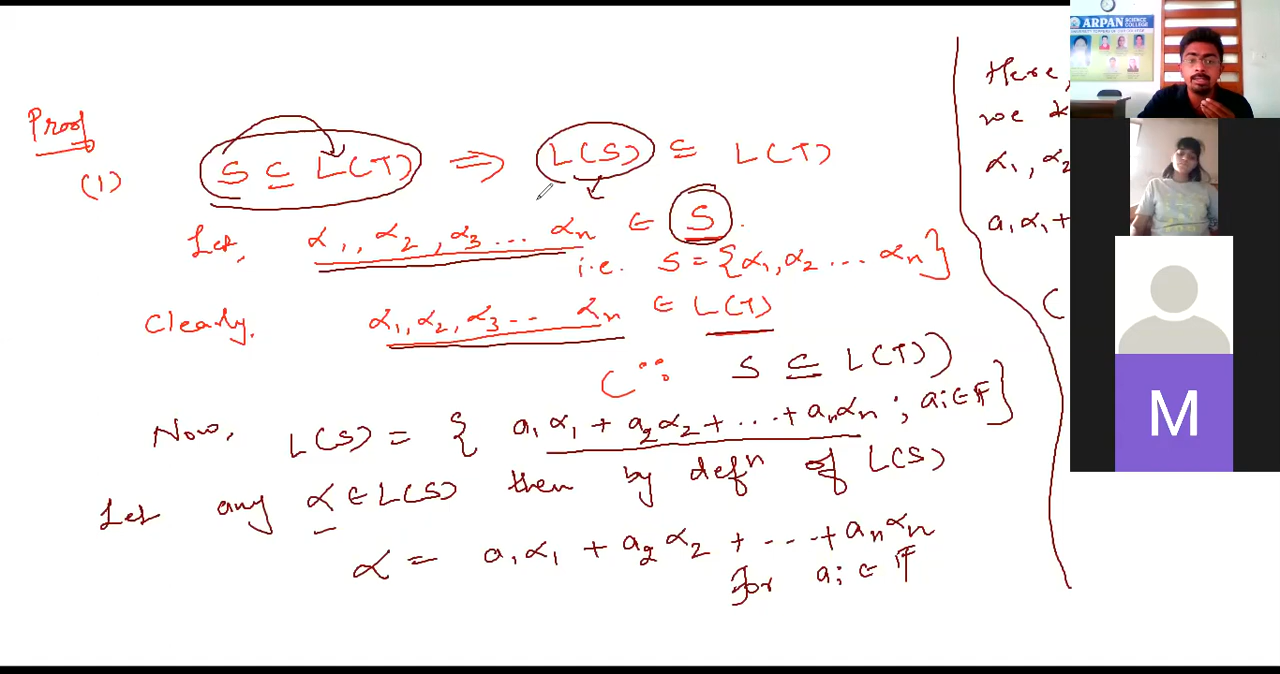 Proof
(1) S ⊆ L(T) ⟹ L(S) ⊆ L(T)
Let, α₁, α₂, α₃... αₙ ∈ S.
i.e. S = {α₁, α₂ ... αₙ}
Clearly. α₁, α₂, α₃... αₙ ∈ L(T)
(∵ S ⊆ L(T))
Now, L(S) = { a₁α₁ + a₂α₂ + ... + aₙαₙ ; aᵢ ∈ F }
Let any α ∈ L(S) then by defⁿ of L(S)
α = a₁α₁ + a₂α₂ + ... + aₙαₙ
for aᵢ ∈ F
Here,
we
α₁, α₂
a₁α₁ +
(
ARPAN SCIENCE COLLEGE
M